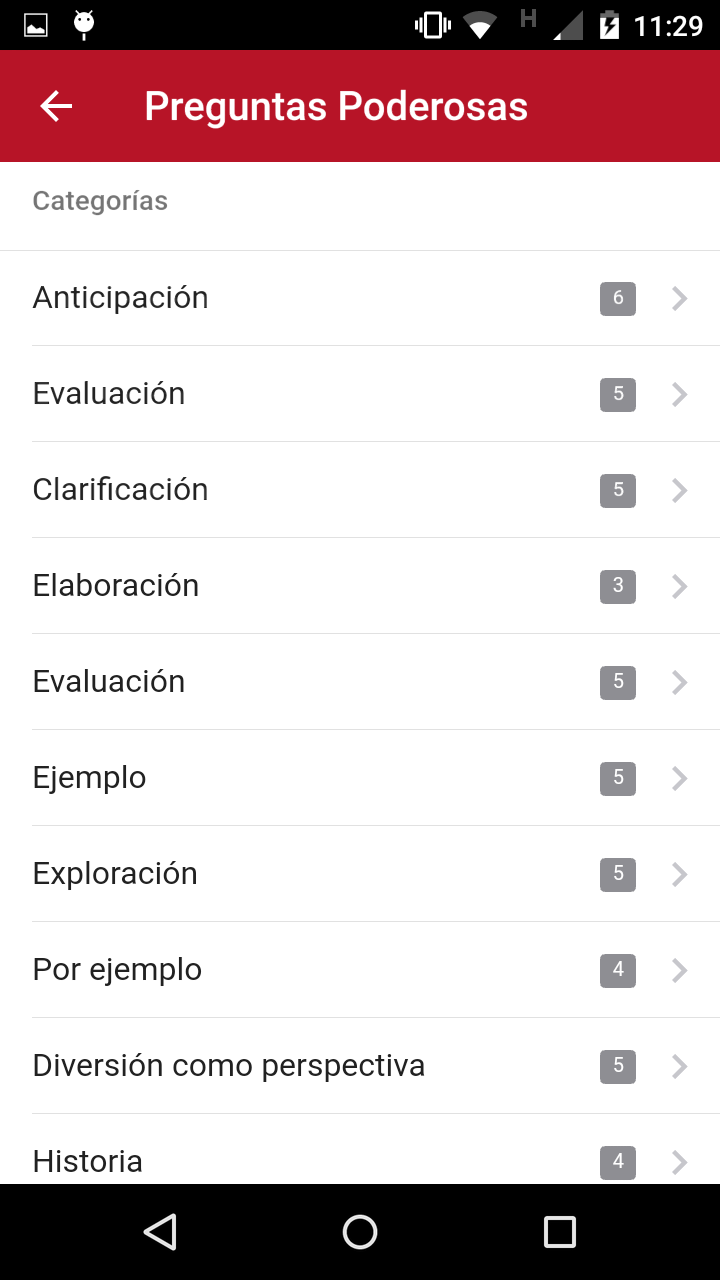 H 11:29
Preguntas Poderosas
Categorías
Anticipación 6
Evaluación 5
Clarificación 5
Elaboración 3
Evaluación 5
Ejemplo 5
Exploración 5
Por ejemplo 4
Diversión como perspectiva 5
Historia 4